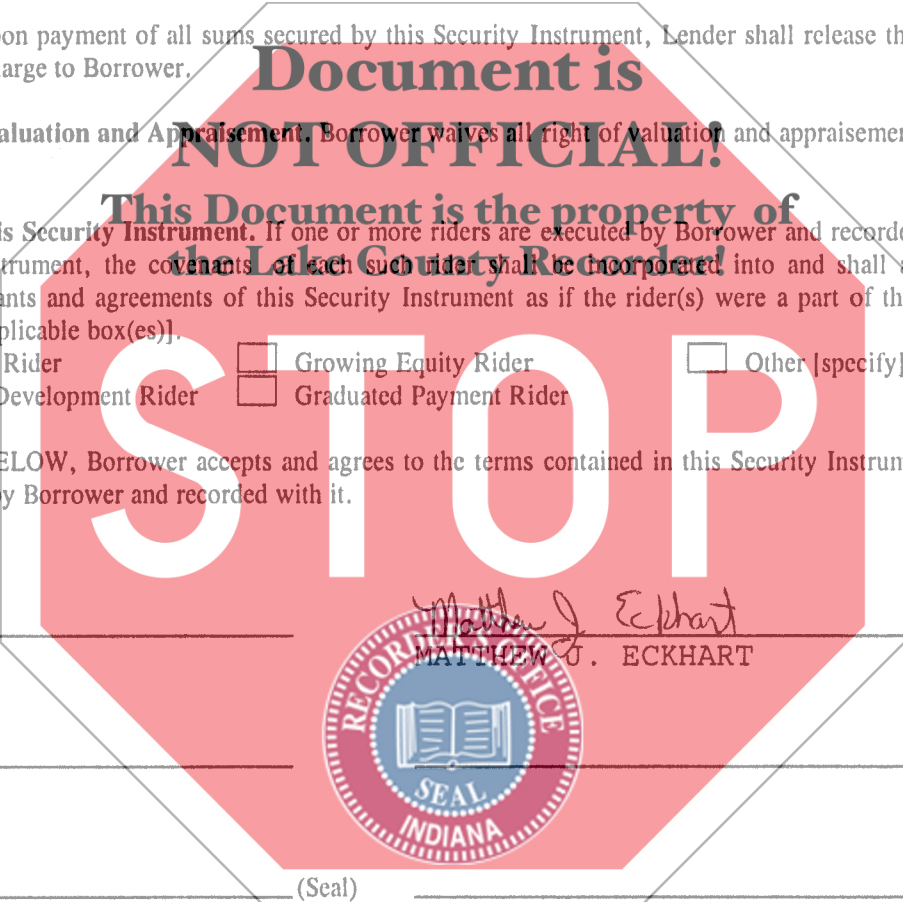 pon payment of all sums secured by this Security Instrument, Lender shall release th
arge to Borrower.
Document is
aluation and Appraisement. Borrower waives all right of valuation and appraisemen
NOT OFFICIAL!
This Document is the property of
is Security Instrument. If one or more riders are executed by Borrower and recorde
the Lake County Recorder!
trument, the covenants of each such rider shall be incorporated into and shall a
ants and agreements of this Security Instrument as if the rider(s) were a part of th
plicable box(es)].
Rider Growing Equity Rider Other [specify]
Development Rider Graduated Payment Rider
STOP
ELOW, Borrower accepts and agrees to the terms contained in this Security Instrum
y Borrower and recorded with it.
Matthew J Eckhart
MATTHEW J. ECKHART
RECORDER'S OFFICE
SEAL
INDIANA
(Seal)